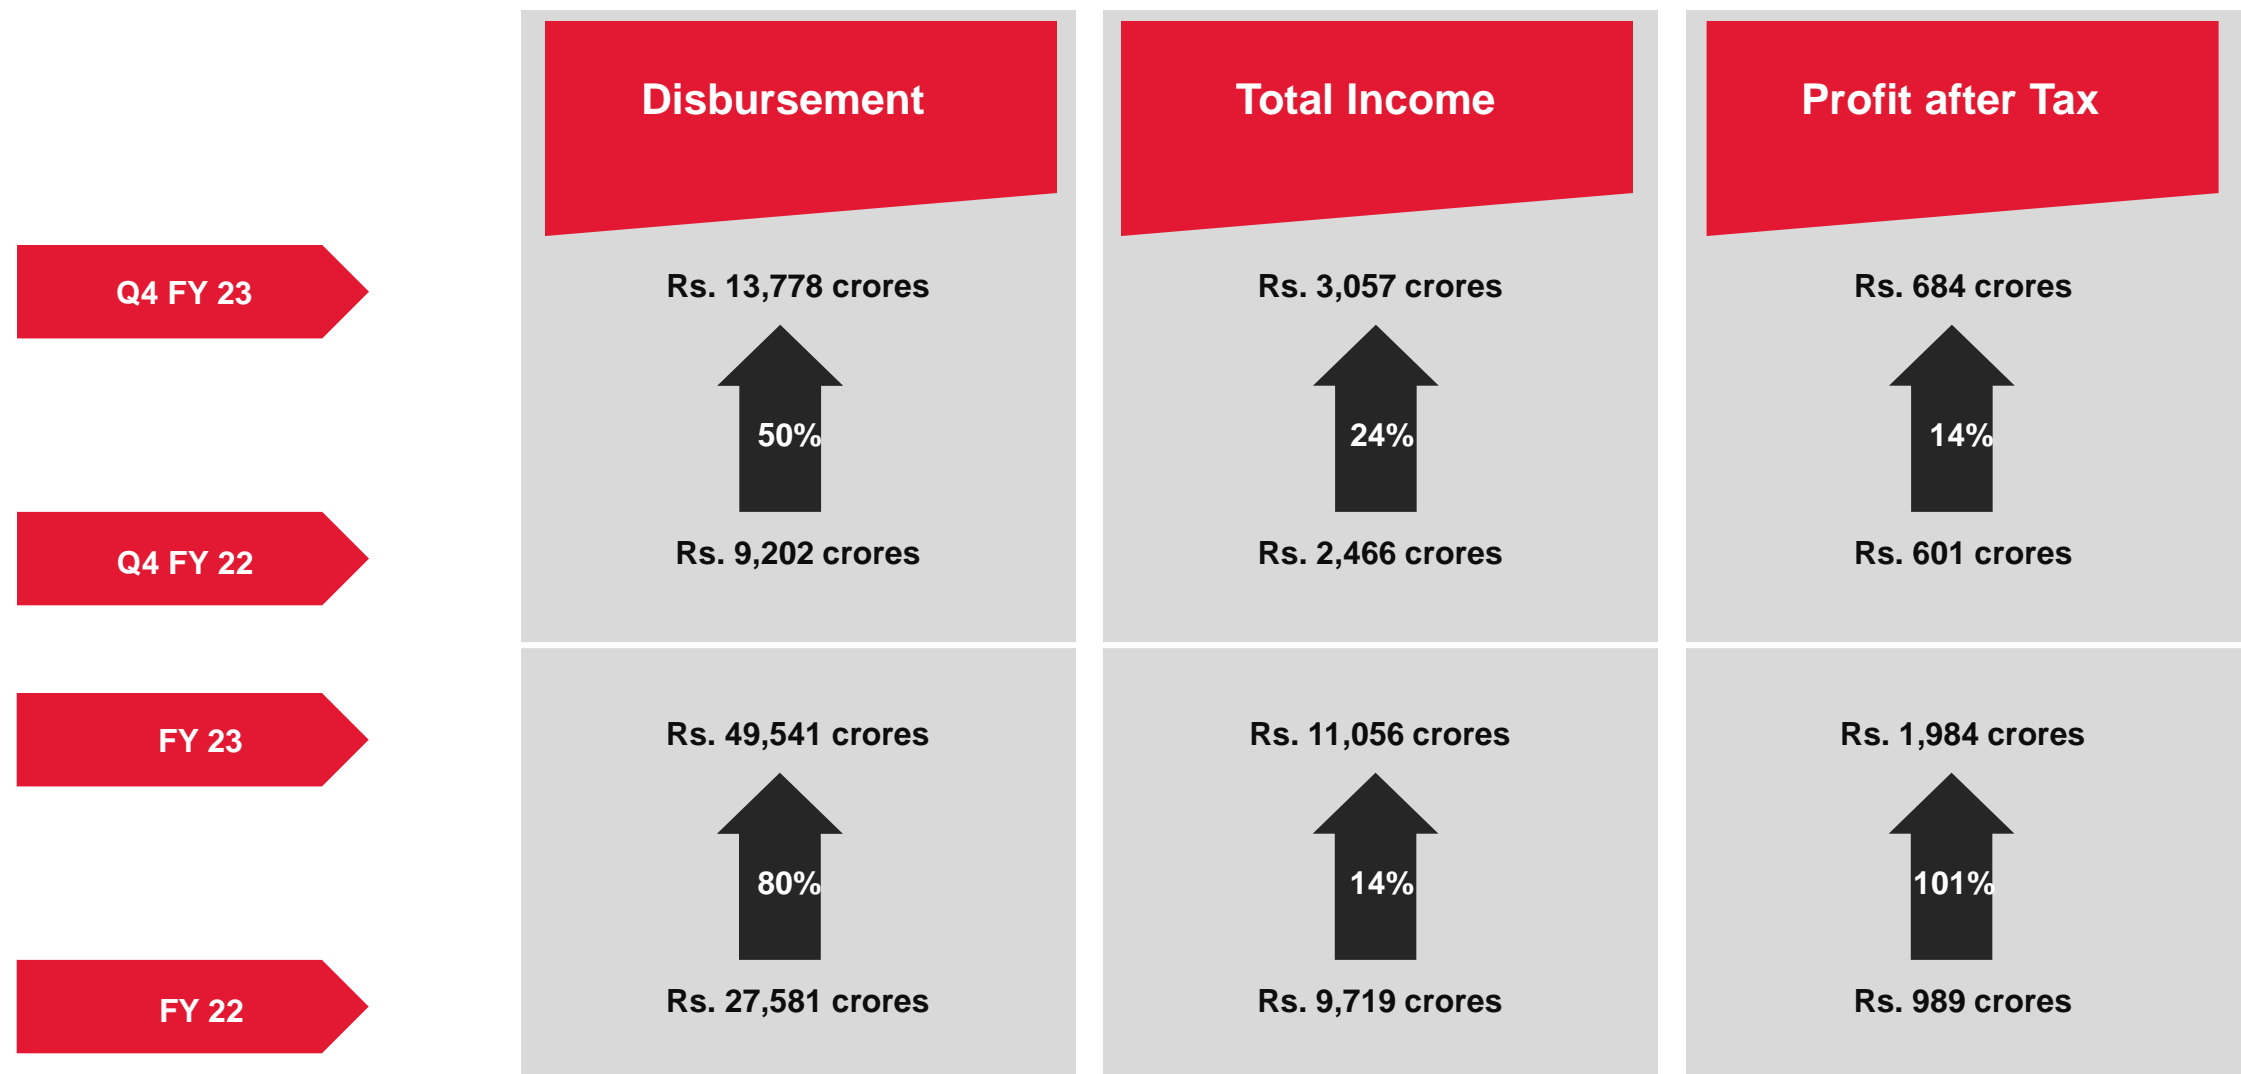 Disbursement
Total Income
Profit after Tax
Q4 FY 23
Rs. 13,778 crores
Rs. 3,057 crores
Rs. 684 crores
50%
24%
14%
Q4 FY 22
Rs. 9,202 crores
Rs. 2,466 crores
Rs. 601 crores
FY 23
Rs. 49,541 crores
Rs. 11,056 crores
Rs. 1,984 crores
80%
14%
101%
FY 22
Rs. 27,581 crores
Rs. 9,719 crores
Rs. 989 crores